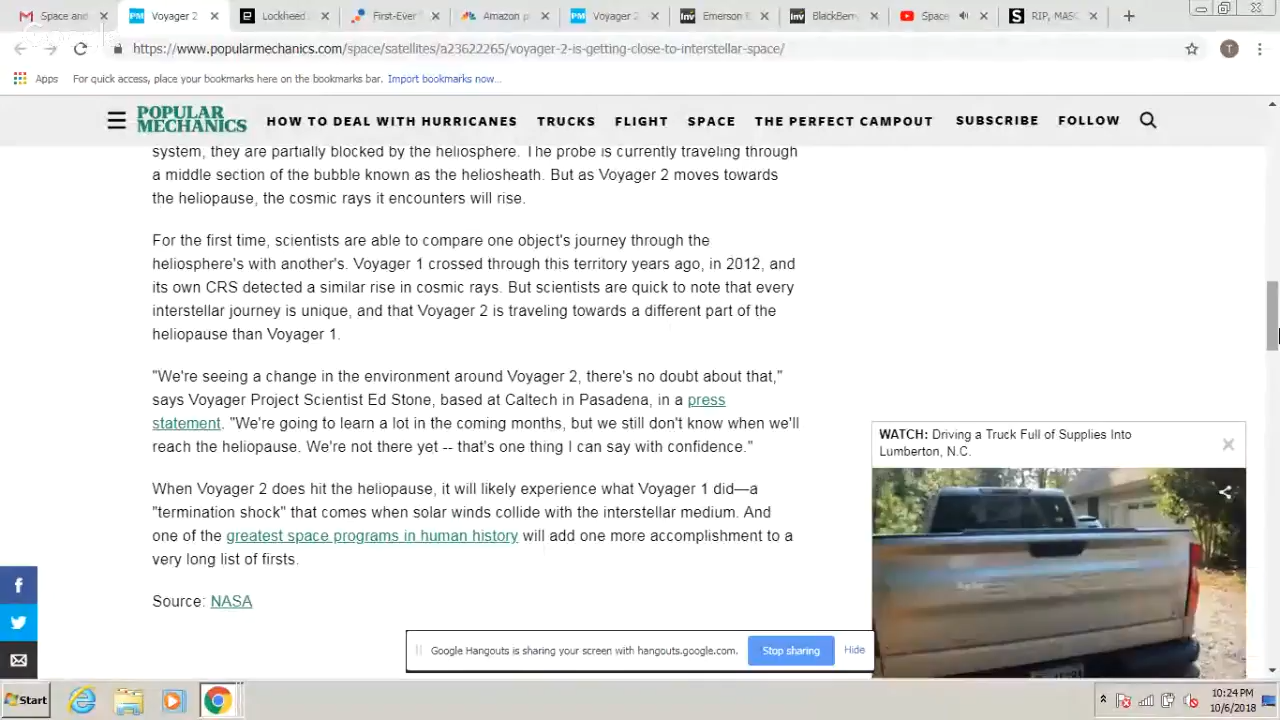 Space and
Voyager 2
Lockheed
First-Ever
Amazon p
Voyager 2
Emerson E
BlackBerr
Space
RIP, MASC
https://www.popularmechanics.com/space/satellites/a23622265/voyager-2-is-getting-close-to-interstellar-space/
T
Apps For quick access, place your bookmarks here on the bookmarks bar. Import bookmarks now...
POPULAR
MECHANICS
HOW TO DEAL WITH HURRICANES TRUCKS FLIGHT SPACE THE PERFECT CAMPOUT SUBSCRIBE FOLLOW
system, they are partially blocked by the heliosphere. The probe is currently traveling through
a middle section of the bubble known as the heliosheath. But as Voyager 2 moves towards
the heliopause, the cosmic rays it encounters will rise.
For the first time, scientists are able to compare one object's journey through the
heliosphere's with another's. Voyager 1 crossed through this territory years ago, in 2012, and
its own CRS detected a similar rise in cosmic rays. But scientists are quick to note that every
interstellar journey is unique, and that Voyager 2 is traveling towards a different part of the
heliopause than Voyager 1.
"We're seeing a change in the environment around Voyager 2, there's no doubt about that,"
says Voyager Project Scientist Ed Stone, based at Caltech in Pasadena, in a press
statement. "We're going to learn a lot in the coming months, but we still don't know when we'll
reach the heliopause. We're not there yet -- that's one thing I can say with confidence."
When Voyager 2 does hit the heliopause, it will likely experience what Voyager 1 did—a
"termination shock" that comes when solar winds collide with the interstellar medium. And
one of the greatest space programs in human history will add one more accomplishment to a
very long list of firsts.
Source: NASA
WATCH: Driving a Truck Full of Supplies Into
Lumberton, N.C.
Google Hangouts is sharing your screen with hangouts.google.com. Stop sharing Hide
Start
10:24 PM
10/6/2018